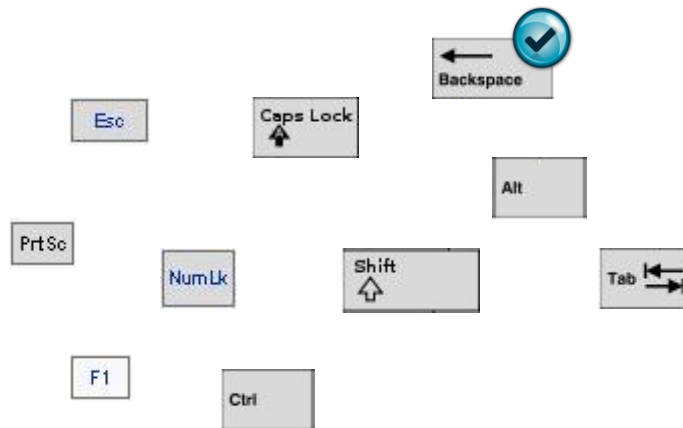 Backspace
Esc
Caps Lock
Alt
PrtSc
NumLk
Shift
Tab
F1
Ctrl